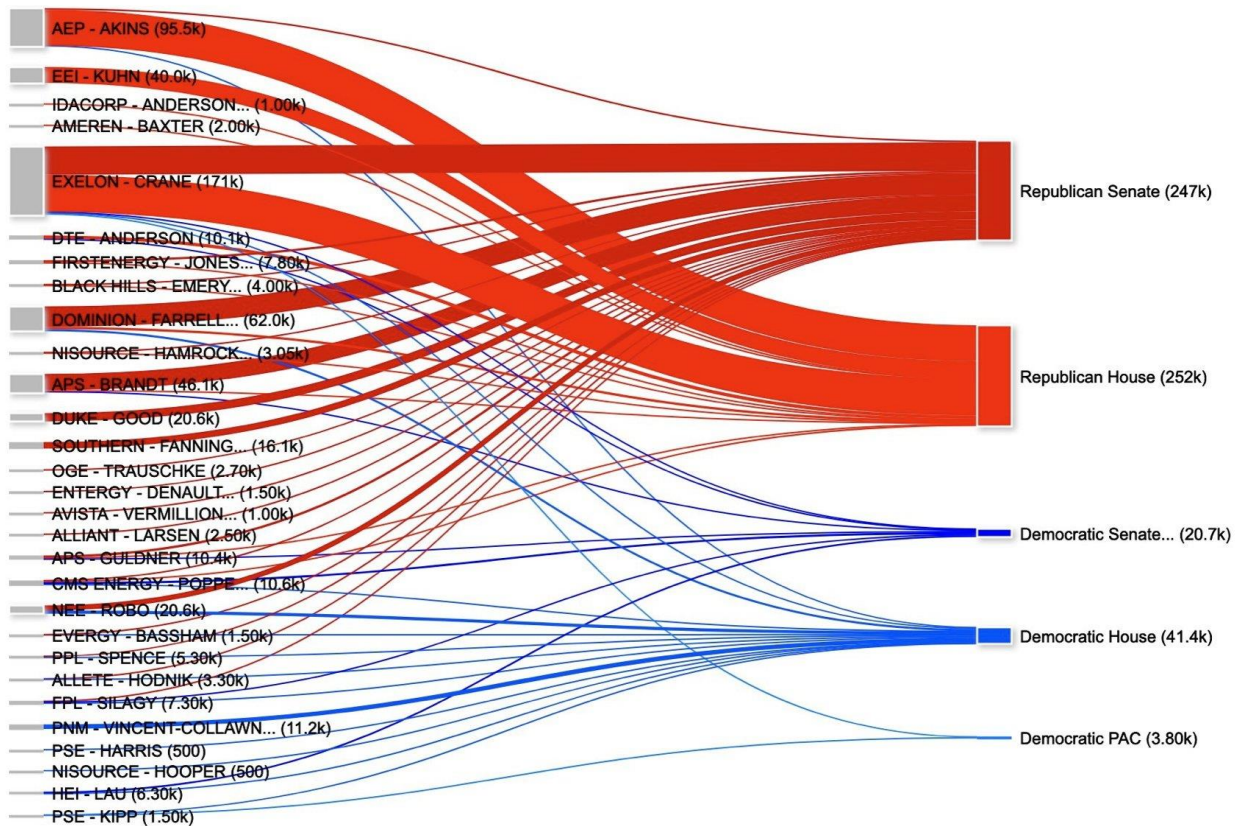 AEP - AKINS (95.5k)
EEI - KUHN (40.0k)
IDACORP - ANDERSON... (1.00k)
AMEREN - BAXTER (2.00k)
EXELON - CRANE (171k)
DTE - ANDERSON (10.1k)
FIRSTENERGY - JONES... (7.80k)
BLACK HILLS - EMERY... (4.00k)
DOMINION - FARRELL... (62.0k)
NISOURCE - HAMROCK... (3.05k)
APS - BRANDT (46.1k)
DUKE - GOOD (20.6k)
SOUTHERN - FANNING... (16.1k)
OGE - TRAUSCHKE (2.70k)
ENTERGY - DENAULT... (1.50k)
AVISTA - VERMILLION... (1.00k)
ALLIANT - LARSEN (2.50k)
APS - GULDNER (10.4k)
CMS ENERGY - POPPE... (10.6k)
NEE - ROBO (20.6k)
EVERGY - BASSHAM (1.50k)
PPL - SPENCE (5.30k)
ALLETE - HODNIK (3.30k)
FPL - SILAGY (7.30k)
PNM - VINCENT-COLLAWN... (11.2k)
PSE - HARRIS (500)
NISOURCE - HOOPER (500)
HEI - LAU (6.30k)
PSE - KIPP (1.50k)
Republican Senate (247k)
Republican House (252k)
Democratic Senate... (20.7k)
Democratic House (41.4k)
Democratic PAC (3.80k)